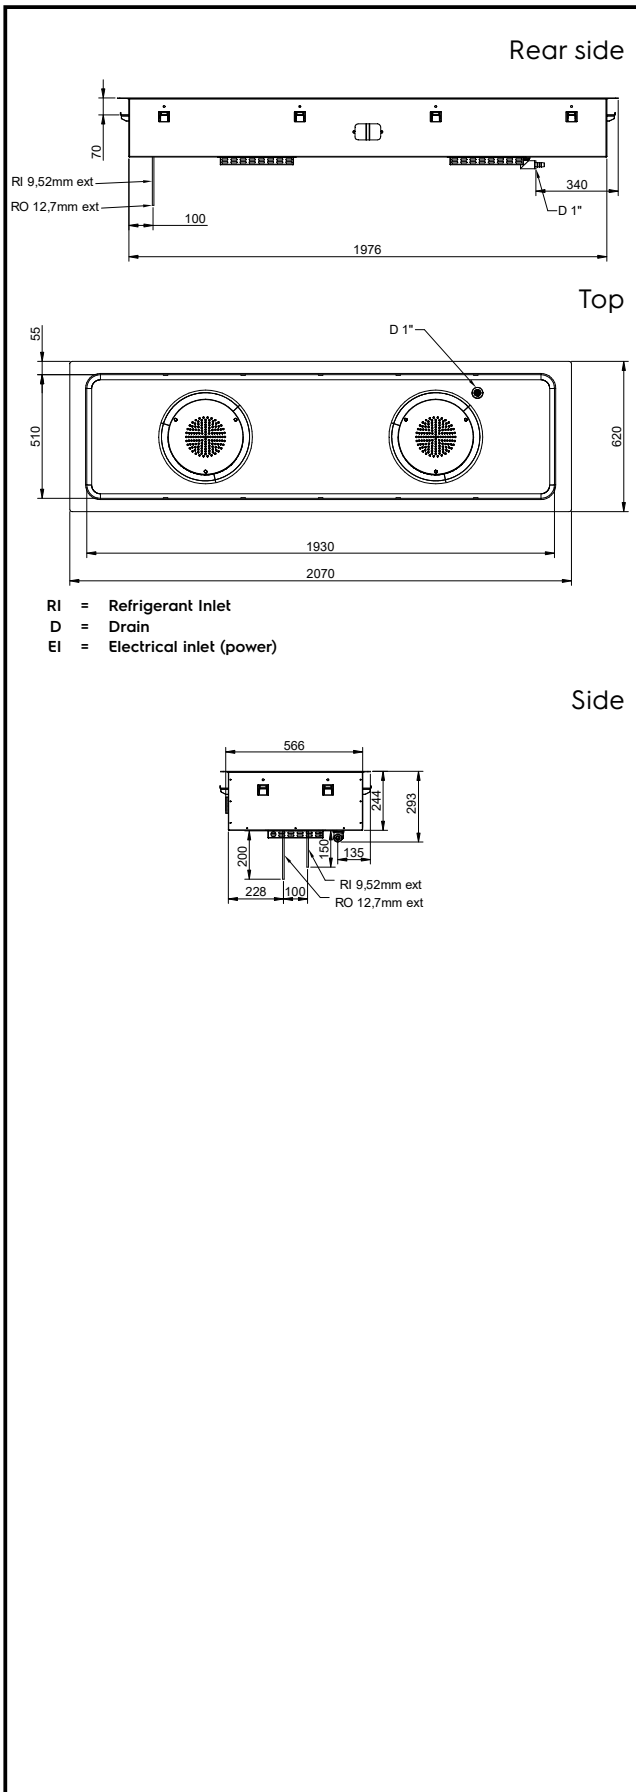 Rear side
70
RI 9,52mm ext
RO 12,7mm ext
100
340
D 1"
1976
Top
55
D 1"
510
620
1930
2070
RI = Refrigerant Inlet
D = Drain
EI = Electrical inlet (power)
Side
566
244
293
200
150
135
RI 9,52mm ext
228
100
RO 12,7mm ext